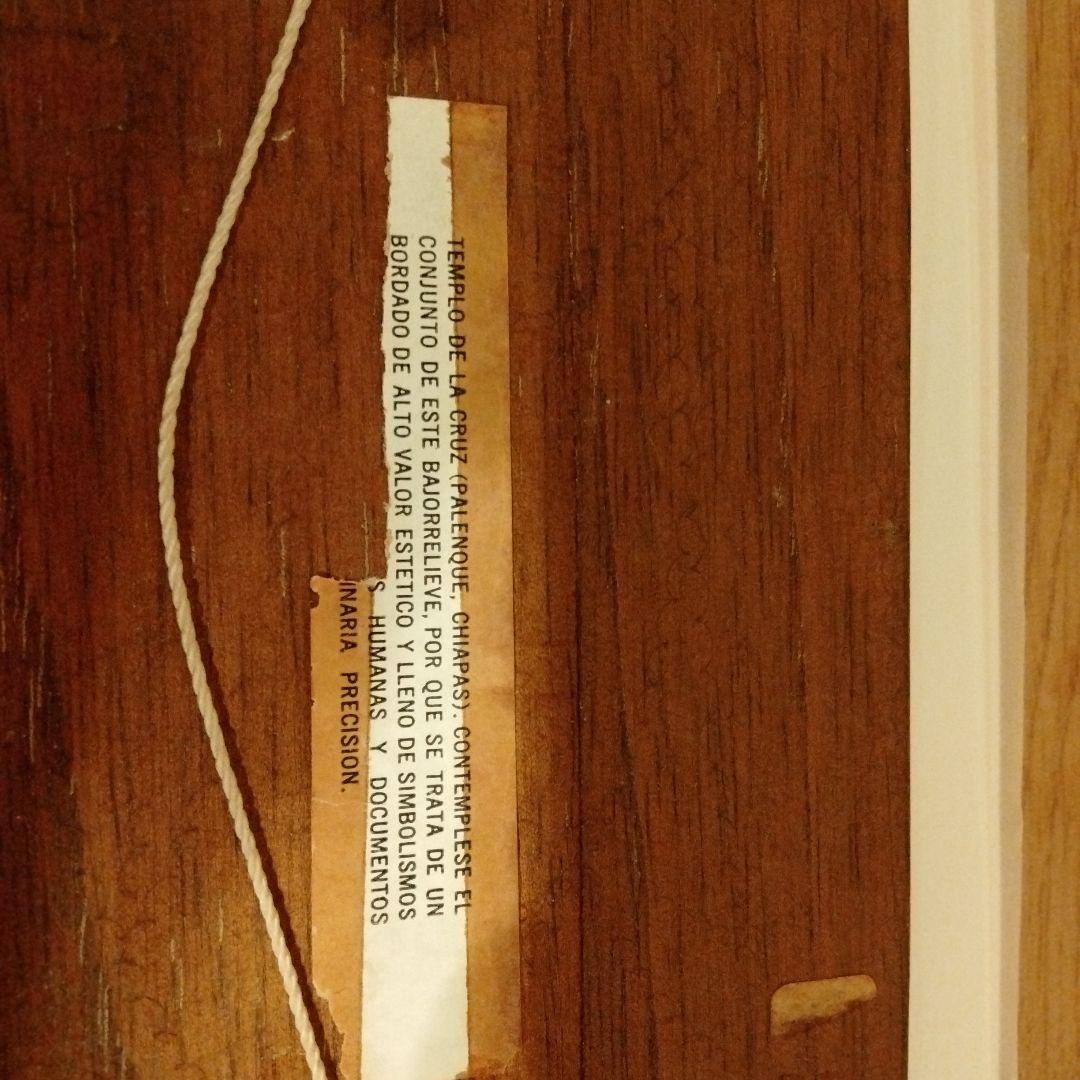 TEMPLO DE LA CRUZ (PALENQUE, CHIAPAS). CONTEMPLESE EL
CONJUNTO DE ESTE BAJORRELIEVE, POR QUE SE TRATA DE UN
BORDADO DE ALTO VALOR ESTETICO Y LLENO DE SIMBOLISMOS
S HUMANAS Y DOCUMENTOS
INARIA PRECISION.